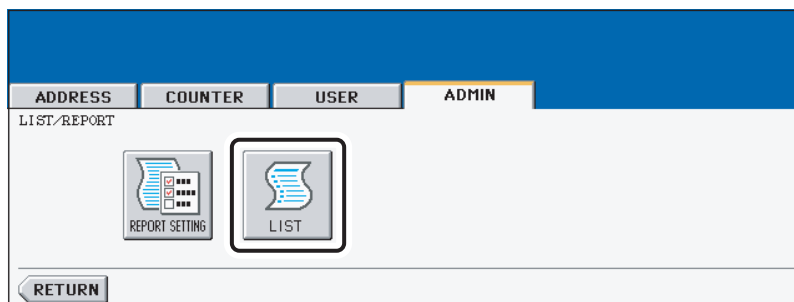 ADDRESS COUNTER USER ADMIN
LIST/REPORT
REPORT SETTING LIST
RETURN